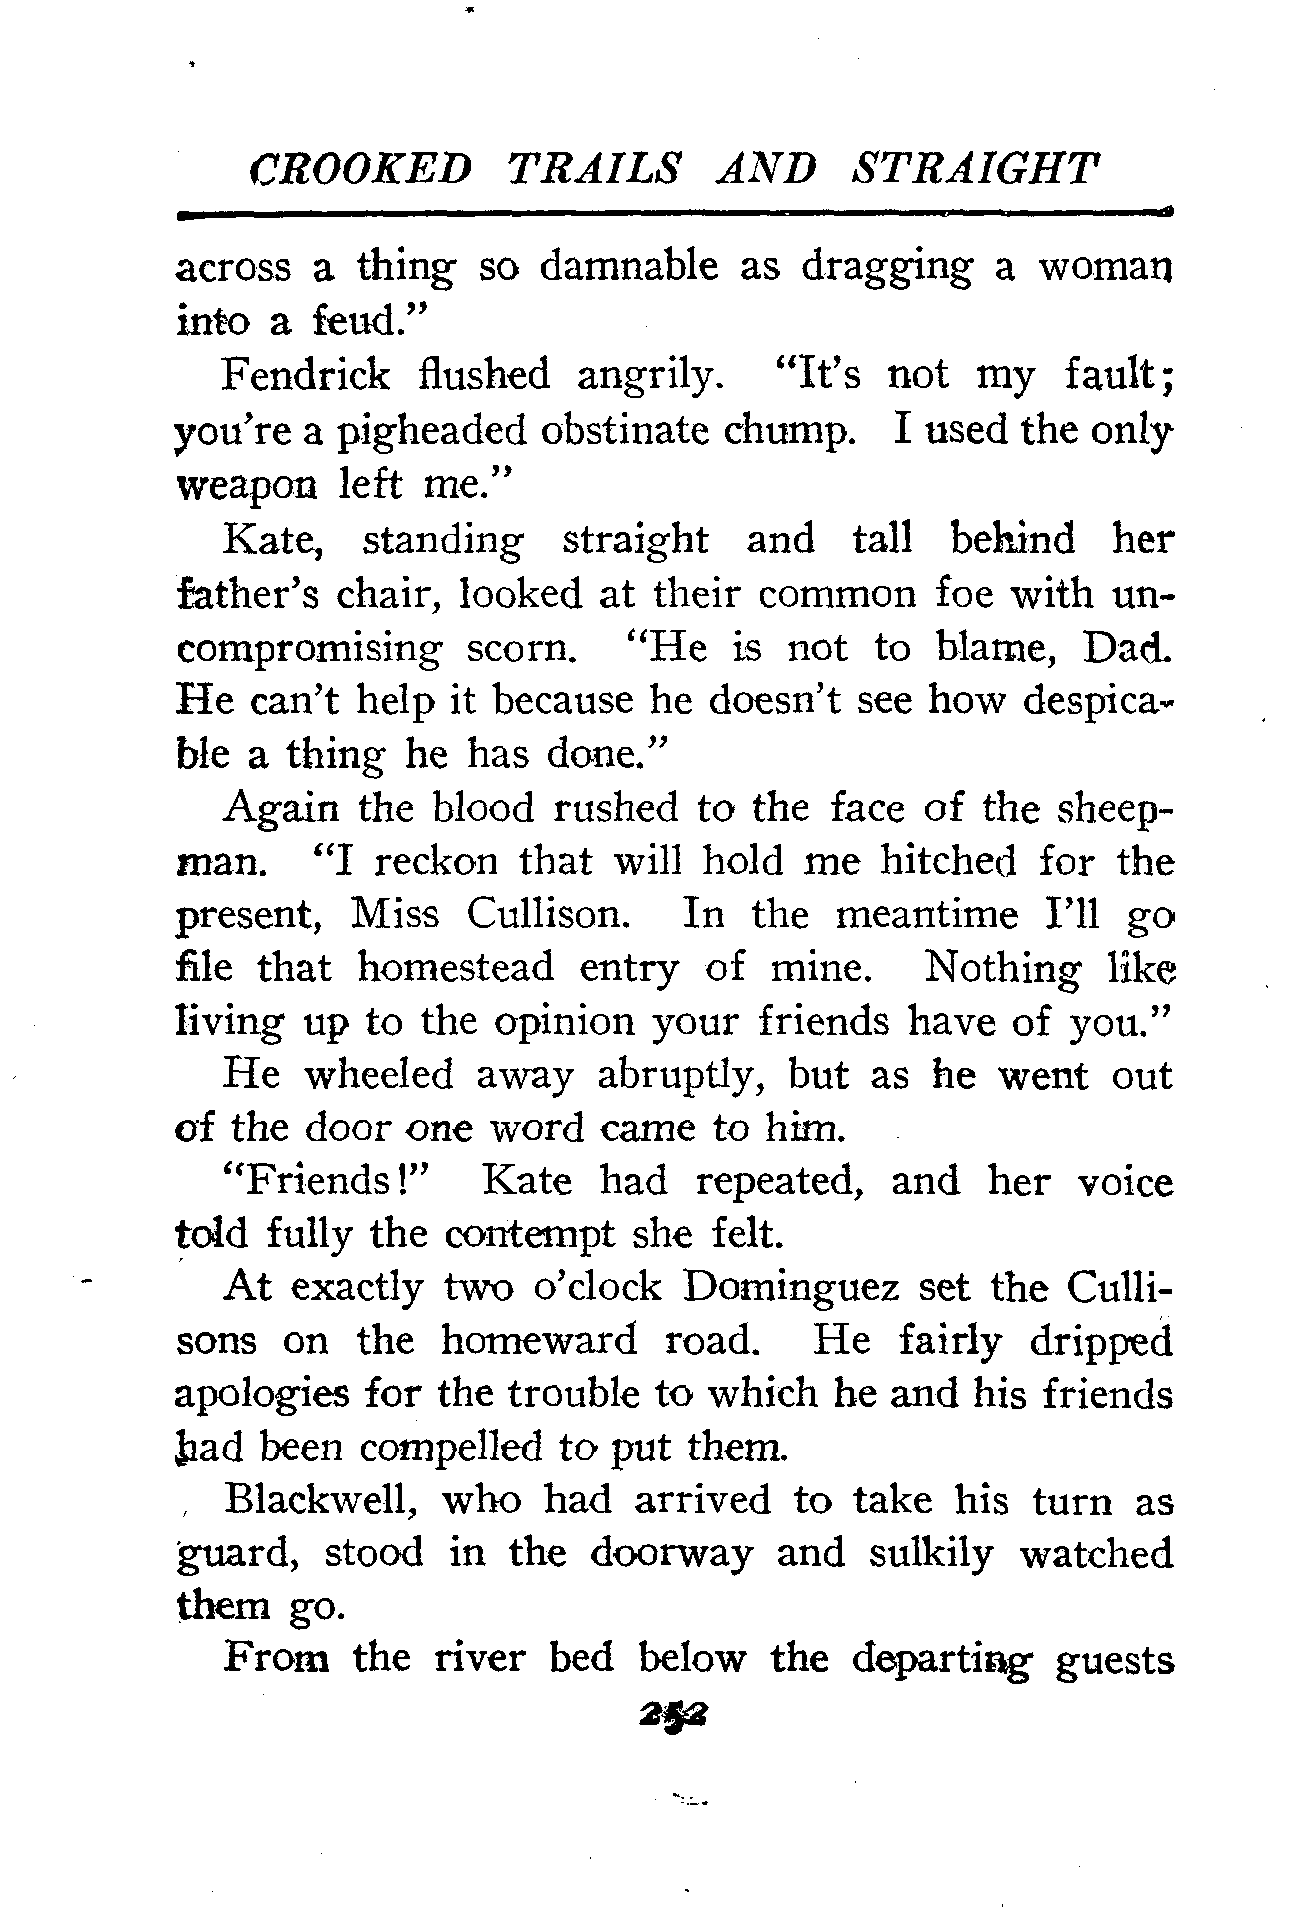 CROOKED TRAILS AND STRAIGHT
across a thing so damnable as dragging a woman
into a feud."
Fendrick flushed angrily. "It's not my fault;
you're a pigheaded obstinate chump. I used the only
weapon left me."
Kate, standing straight and tall behind her
father's chair, looked at their common foe with un-
compromising scorn. "He is not to blame, Dad.
He can't help it because he doesn't see how despica-
ble a thing he has done."
Again the blood rushed to the face of the sheep-
man. "I reckon that will hold me hitched for the
present, Miss Cullison. In the meantime I'll go
file that homestead entry of mine. Nothing like
living up to the opinion your friends have of you."
He wheeled away abruptly, but as he went out
of the door one word came to him.
"Friends!" Kate had repeated, and her voice
told fully the contempt she felt.
At exactly two o'clock Dominguez set the Culli-
sons on the homeward road. He fairly dripped
apologies for the trouble to which he and his friends
had been compelled to put them.
Blackwell, who had arrived to take his turn as
guard, stood in the doorway and sulkily watched
them go.
From the river bed below the departing guests
252